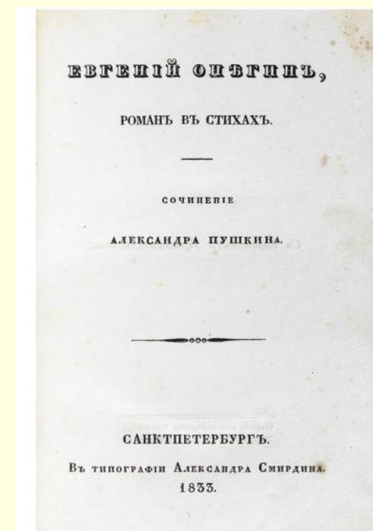 ЕВГЕНІЙ ОНѢГИНЪ,
РОМАНЪ ВЪ СТИХАХЪ.
СОЧИНЕНІЕ
АЛЕКСАНДРА ПУШКИНА.
САНКТПЕТЕРБУРГЪ.
Въ типографіи Александра Смирдина.
1833.